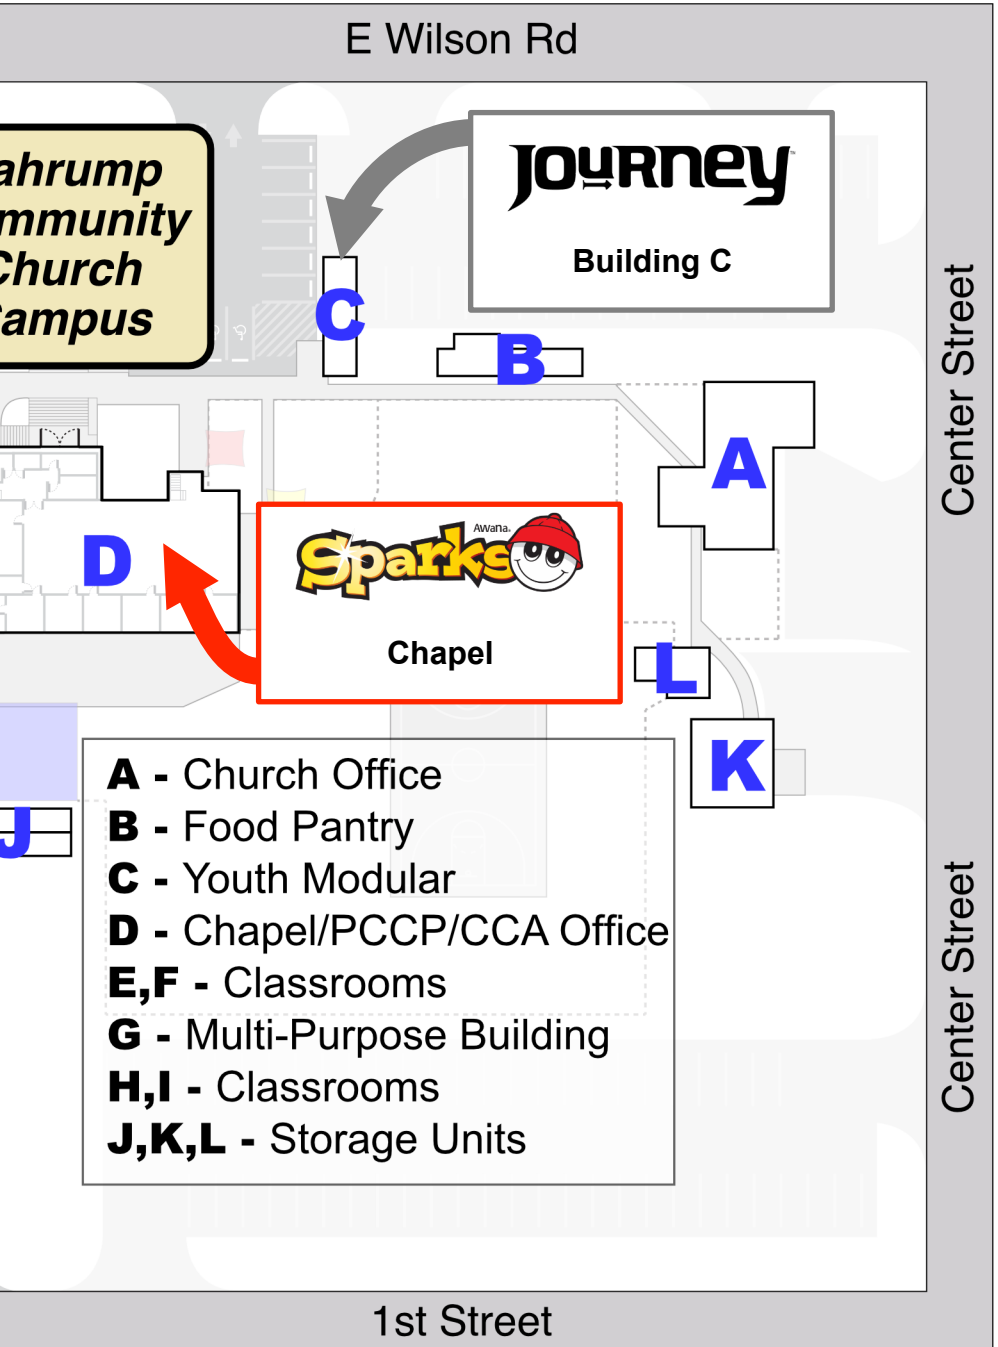 E Wilson Rd
ahrump
mmunity
Church
ampus
JOURNEY
Building C
C
B
A
D
Awana
Sparks
Chapel
L
K
J
A - Church Office
B - Food Pantry
C - Youth Modular
D - Chapel/PCCP/CCA Office
E,F - Classrooms
G - Multi-Purpose Building
H,I - Classrooms
J,K,L - Storage Units
Center Street
Center Street
1st Street